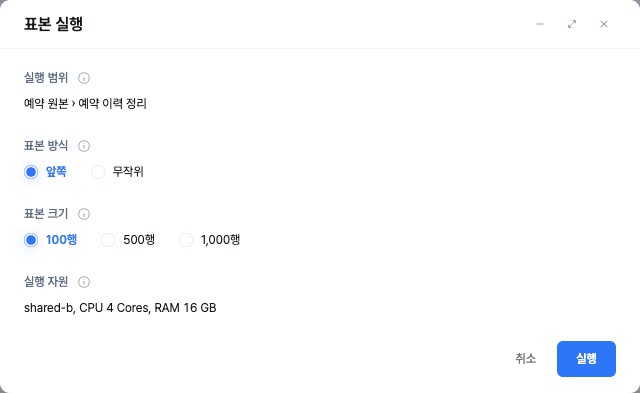 표본 실행
실행 범위
예약 원본 › 예약 이력 정리
표본 방식
앞쪽 무작위
표본 크기
100행 500행 1,000행
실행 자원
shared-b, CPU 4 Cores, RAM 16 GB
취소 실행